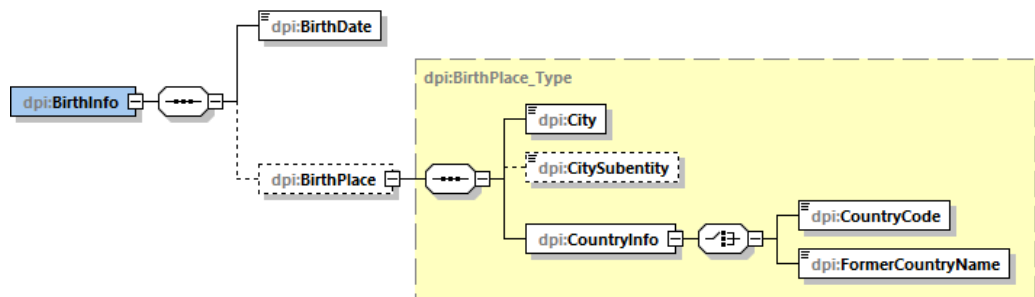 dpi:BirthDate
dpi:BirthPlace_Type
dpi:BirthInfo
dpi:City
dpi:CitySubentity
dpi:BirthPlace
dpi:CountryCode
dpi:CountryInfo
dpi:FormerCountryName